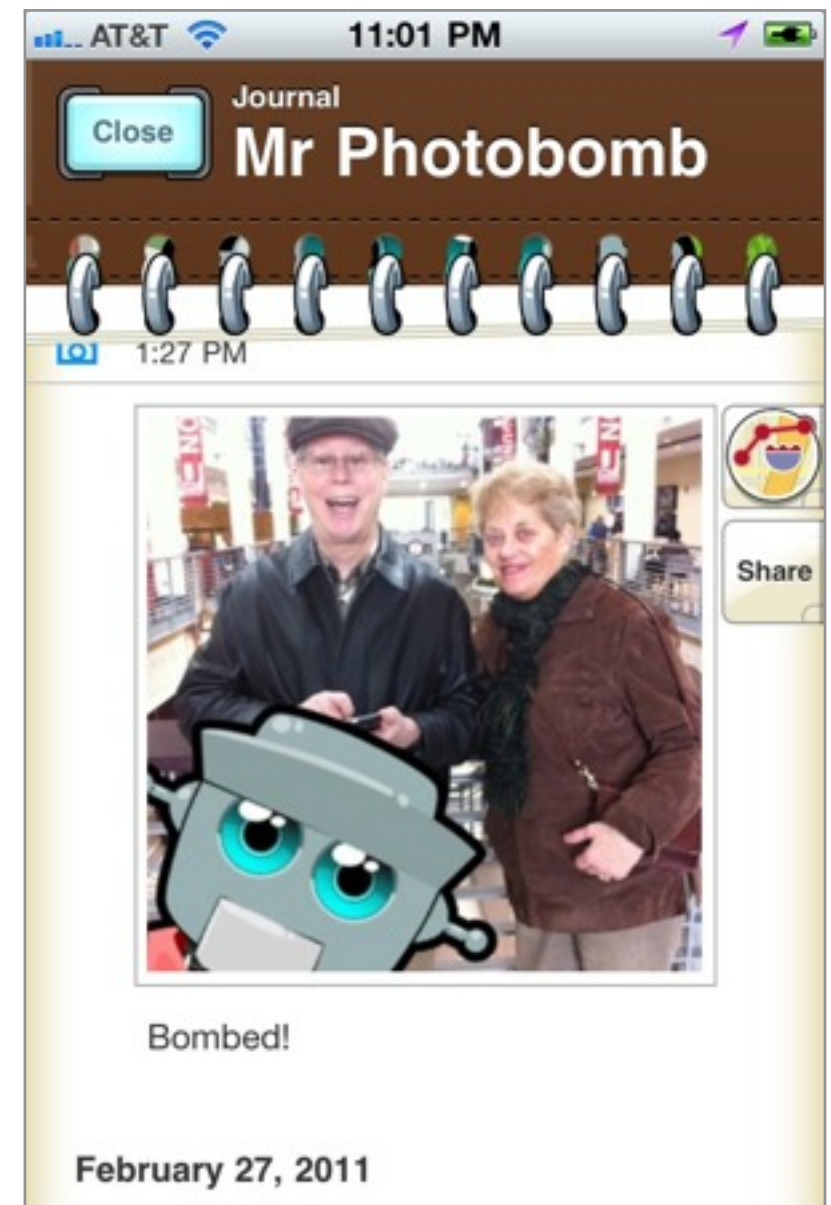 AT&T 11:01 PM
Close
Journal
Mr Photobomb
1:27 PM
Share
Bombed!
February 27, 2011